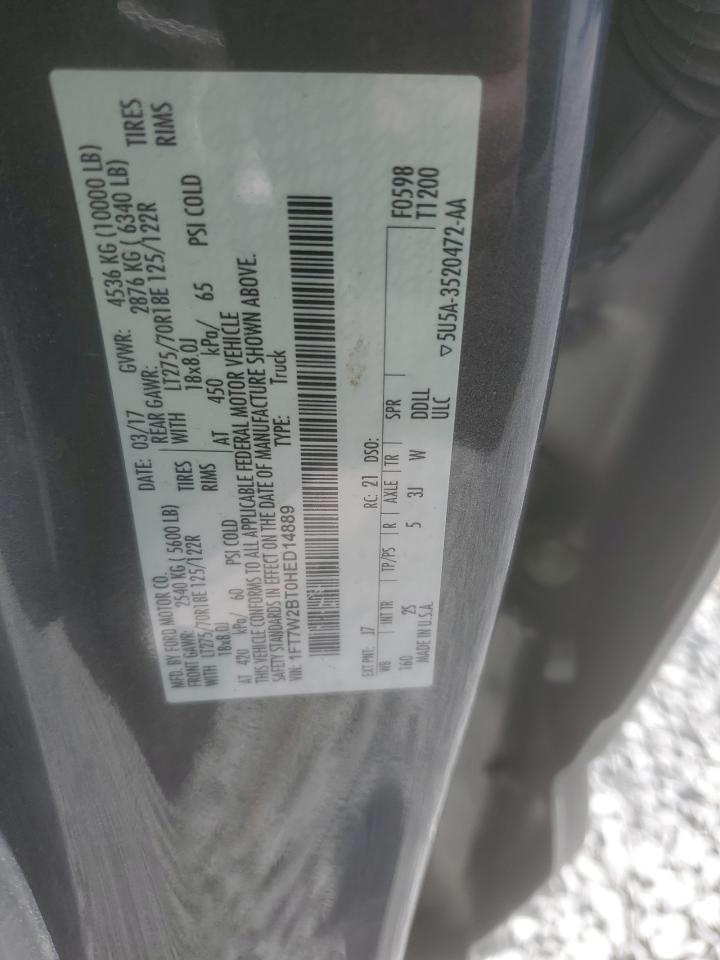 MFD. BY FORD MOTOR CO.
DATE: 03/17 GVWR: 4536 KG (10000 LB)
FRONT GAWR: 2540 KG ( 5600 LB) REAR GAWR: 2876 KG ( 6340 LB)
WITH LT275/70R18E 125/122R TIRES WITH LT275/70R18E 125/122R TIRES
18x8.0J RIMS 18x8.0J RIMS
AT 420 kPa/ 60 PSI COLD AT 450 kPa/ 65 PSI COLD
THIS VEHICLE CONFORMS TO ALL APPLICABLE FEDERAL MOTOR VEHICLE
SAFETY STANDARDS IN EFFECT ON THE DATE OF MANUFACTURE SHOWN ABOVE.
VIN: 1FT7W2BT0HED14889 TYPE: Truck
EXT PNT: J7 RC: 21 DSO:
WB INT TR TP/PS R AXLE TR SPR F0598
160 2S 5 3J W DDLL T1200
MADE IN U.S.A. ULC
▽5U5A-3520472-AA